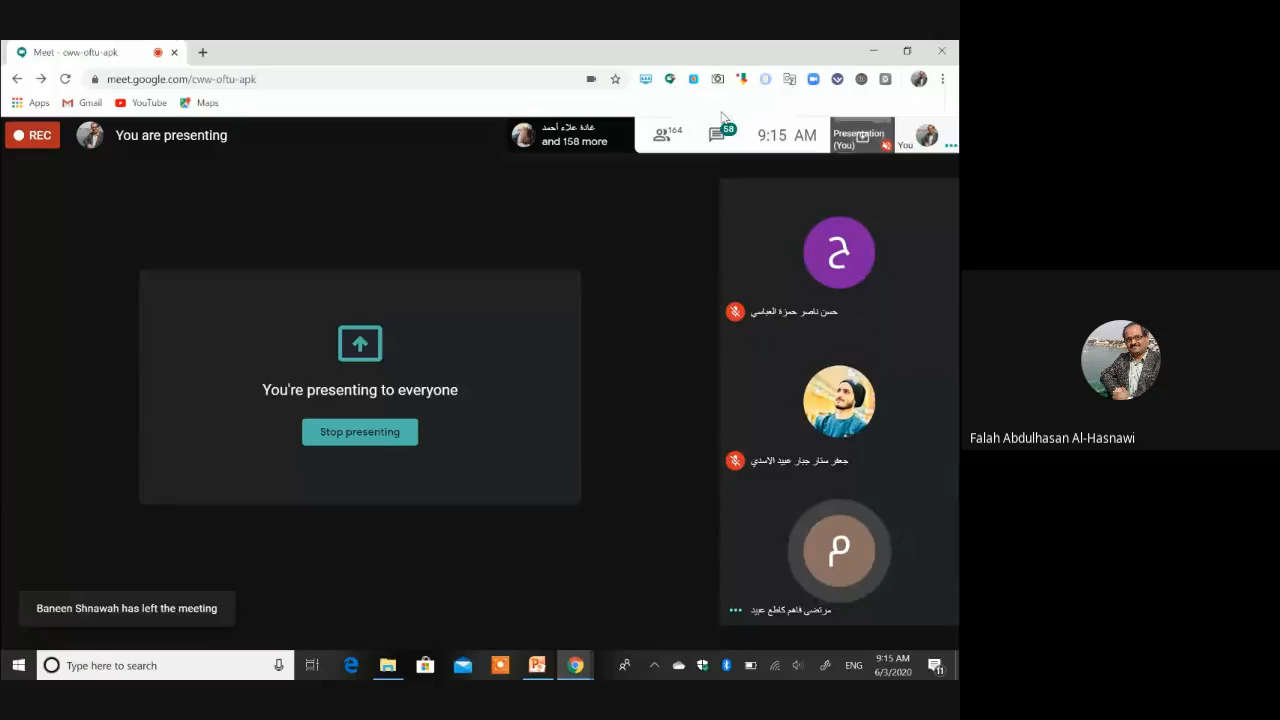 Meet - cww-oftu-apk
meet.google.com/cww-oftu-apk
Apps
Gmail
YouTube
Maps
REC
You are presenting
غادة علاء أحمد
and 158 more
164
58
9:15 AM
Presentation
(You)
You
ح
حسن ناصر حمزة العباسي
You're presenting to everyone
Stop presenting
جعفر ستار جبار عبيد الاسدي
م
مرتضى فاهم كاطع عبيد
Baneen Shnawah has left the meeting
Falah Abdulhasan Al-Hasnawi
Type here to search
ENG
9:15 AM
6/3/2020
11